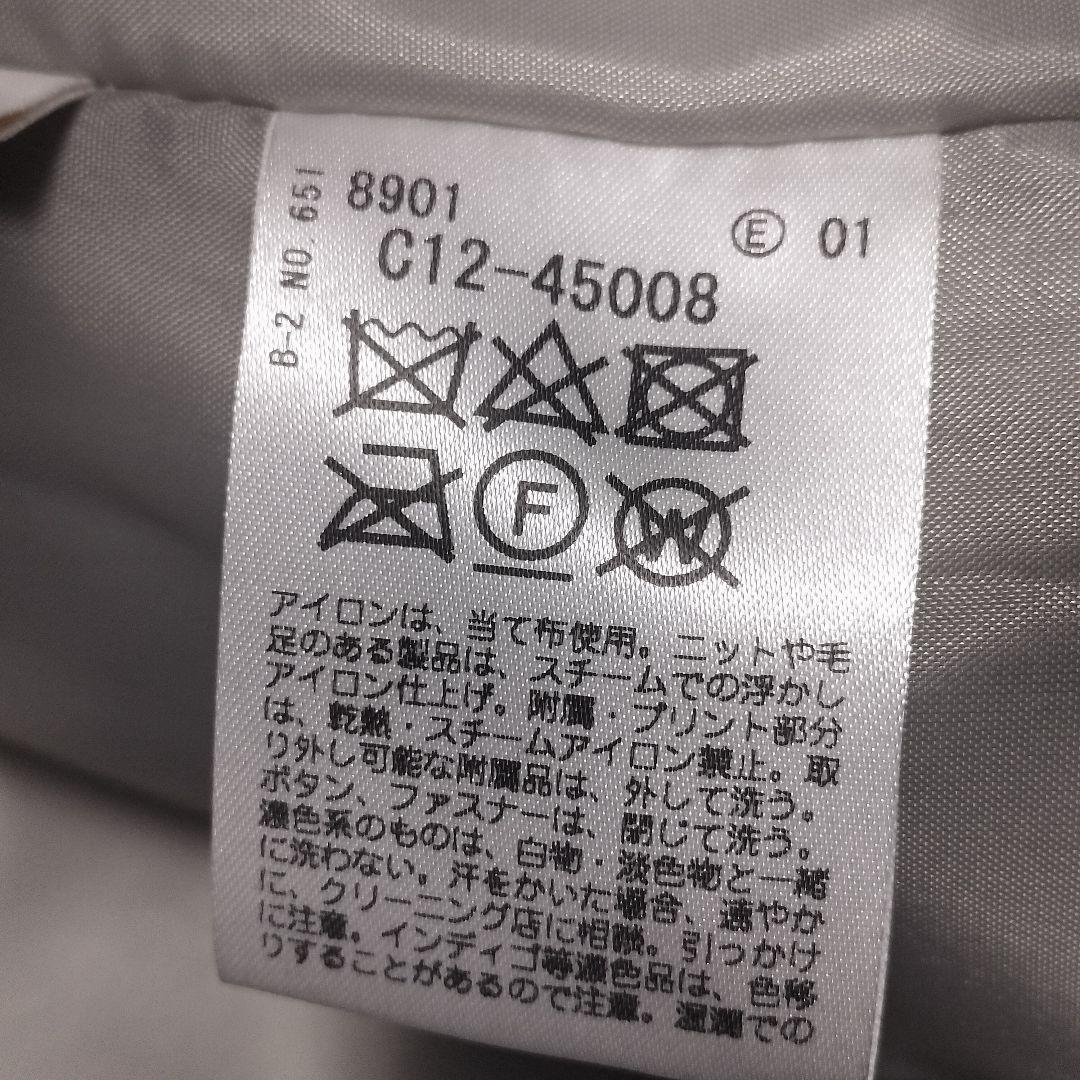 B-2 NO. 651
8901
Ⓔ 01
C12-45008
F
W
アイロンは、当て布使用。ニットや毛
足のある製品は、スチームでの浮かし
アイロン仕上げ。附属・プリント部分
は、乾熱・スチームアイロン禁止。取
り外し可能な附属品は、外して洗う。
ボタン、ファスナーは、閉じて洗う。
濃色系のものは、白物・淡色物と一緒
に洗わない。汗をかいた場合、速やか
に、クリーニング店に相談。引っかけ
に注意。インディゴ等濃色品は、色移
りすることがあるので注意。湿潤での